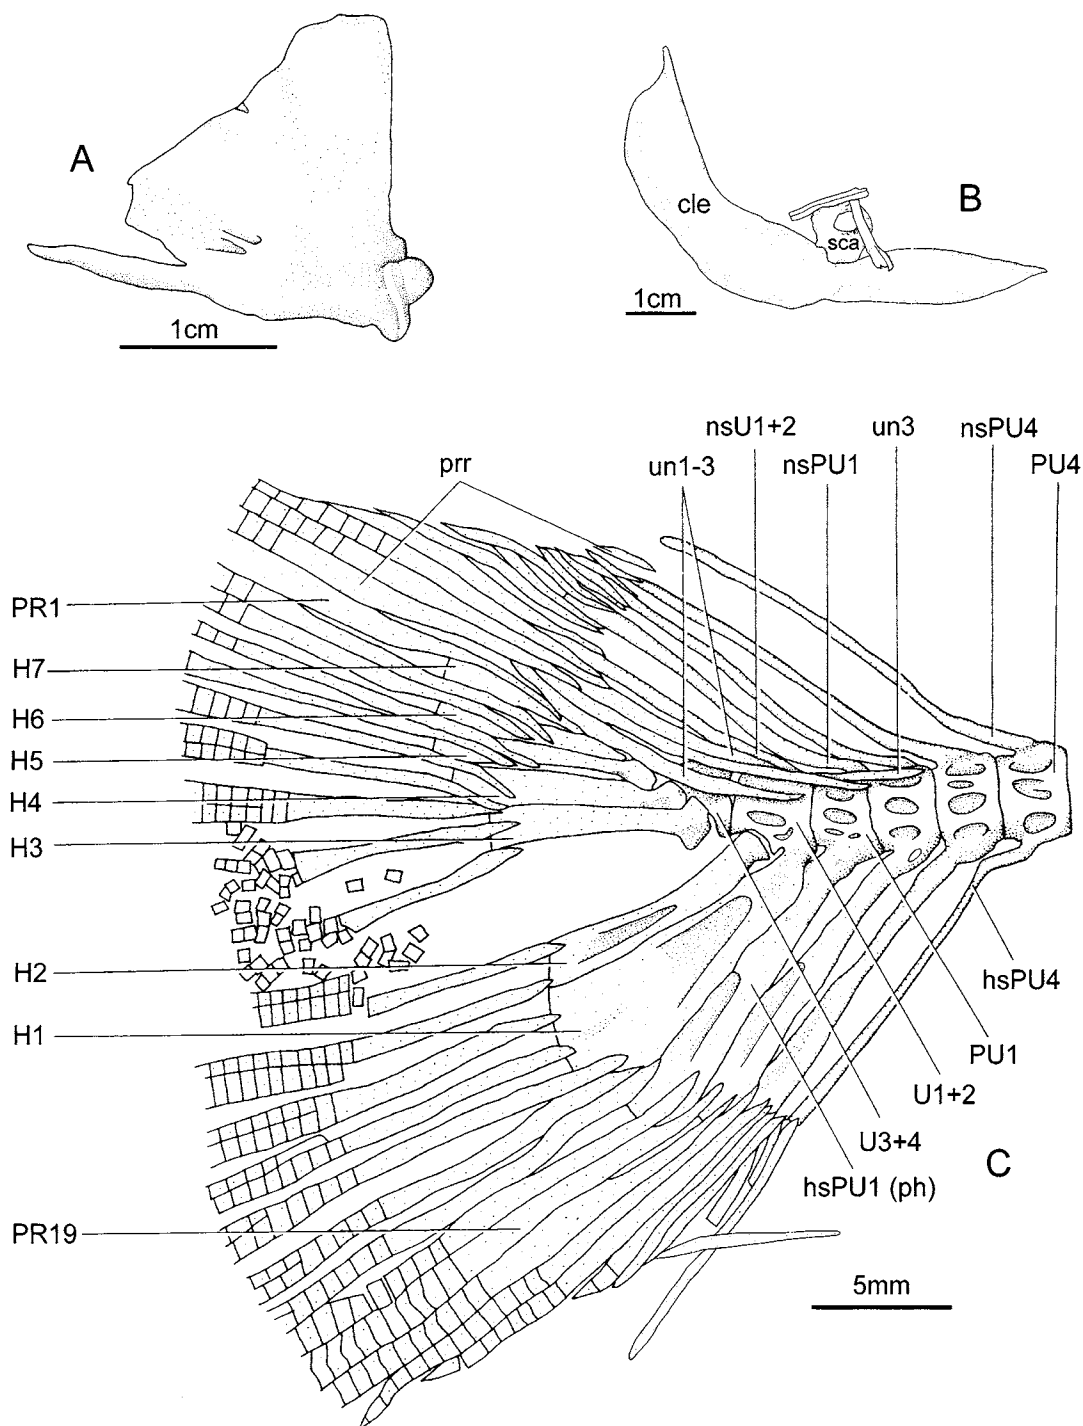 A
1cm
cle
sca
B
1cm
prr
nsU1+2
un3
nsPU4
un1-3
nsPU1
PU4
PR1
H7
H6
H5
H4
H3
H2
H1
PR19
hsPU4
PU1
U1+2
U3+4
hsPU1 (ph)
C
5mm